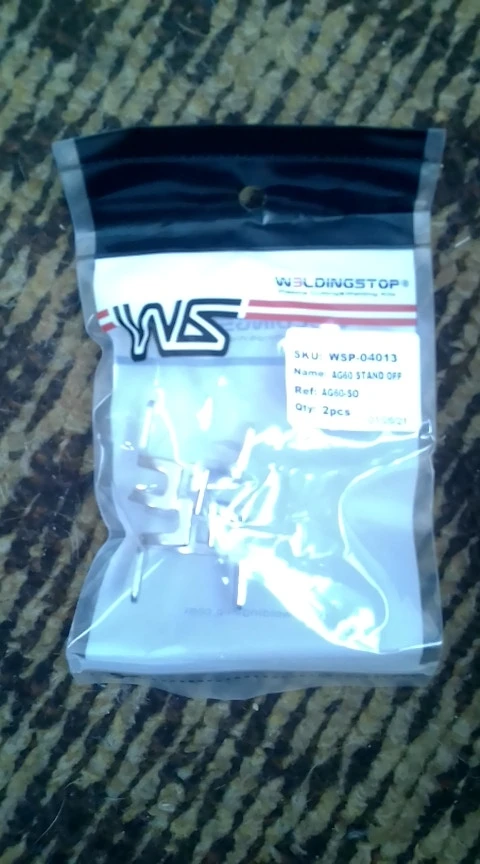 WELDINGSTOP®
WS
SKU: WSP-04013
Name: AG60 STAND OFF
Ref: AG60-SO
Qty: 2pcs